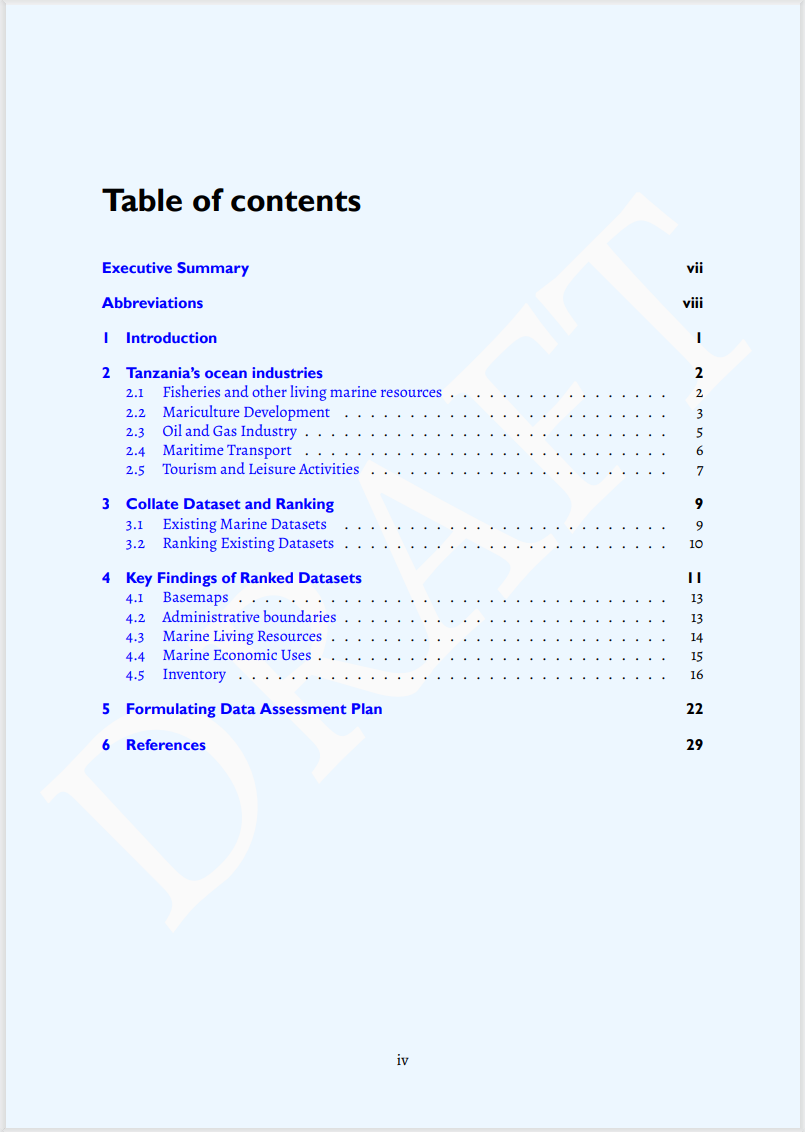 Table of contents
Executive Summary vii
Abbreviations viii
1 Introduction 1
2 Tanzania’s ocean industries 2
2.1 Fisheries and other living marine resources . . . . . . . . . . . . . . . . . 2
2.2 Mariculture Development . . . . . . . . . . . . . . . . . . . . . . . . . 3
2.3 Oil and Gas Industry . . . . . . . . . . . . . . . . . . . . . . . . . . . . 5
2.4 Maritime Transport . . . . . . . . . . . . . . . . . . . . . . . . . . . . 6
2.5 Tourism and Leisure Activities . . . . . . . . . . . . . . . . . . . . . . . 7
3 Collate Dataset and Ranking 9
3.1 Existing Marine Datasets . . . . . . . . . . . . . . . . . . . . . . . . . 9
3.2 Ranking Existing Datasets . . . . . . . . . . . . . . . . . . . . . . . . . 10
4 Key Findings of Ranked Datasets 11
4.1 Basemaps . . . . . . . . . . . . . . . . . . . . . . . . . . . . . . . . . 13
4.2 Administrative boundaries . . . . . . . . . . . . . . . . . . . . . . . . . 13
4.3 Marine Living Resources . . . . . . . . . . . . . . . . . . . . . . . . . . 14
4.4 Marine Economic Uses . . . . . . . . . . . . . . . . . . . . . . . . . . . 15
4.5 Inventory . . . . . . . . . . . . . . . . . . . . . . . . . . . . . . . . . 16
5 Formulating Data Assessment Plan 22
6 References 29
DRAFT
iv